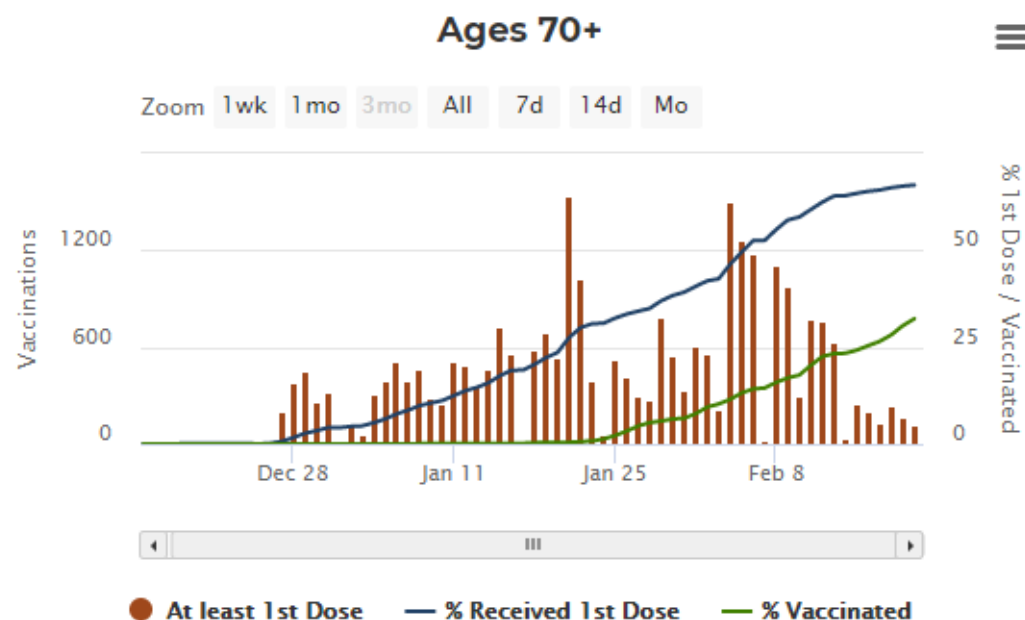 Ages 70+
Zoom 1wk 1mo 3mo All 7d 14d Mo
Vaccinations
1200
600
0
50
25
0
% 1st Dose / Vaccinated
Dec 28 Jan 11 Jan 25 Feb 8
At least 1st Dose % Received 1st Dose % Vaccinated